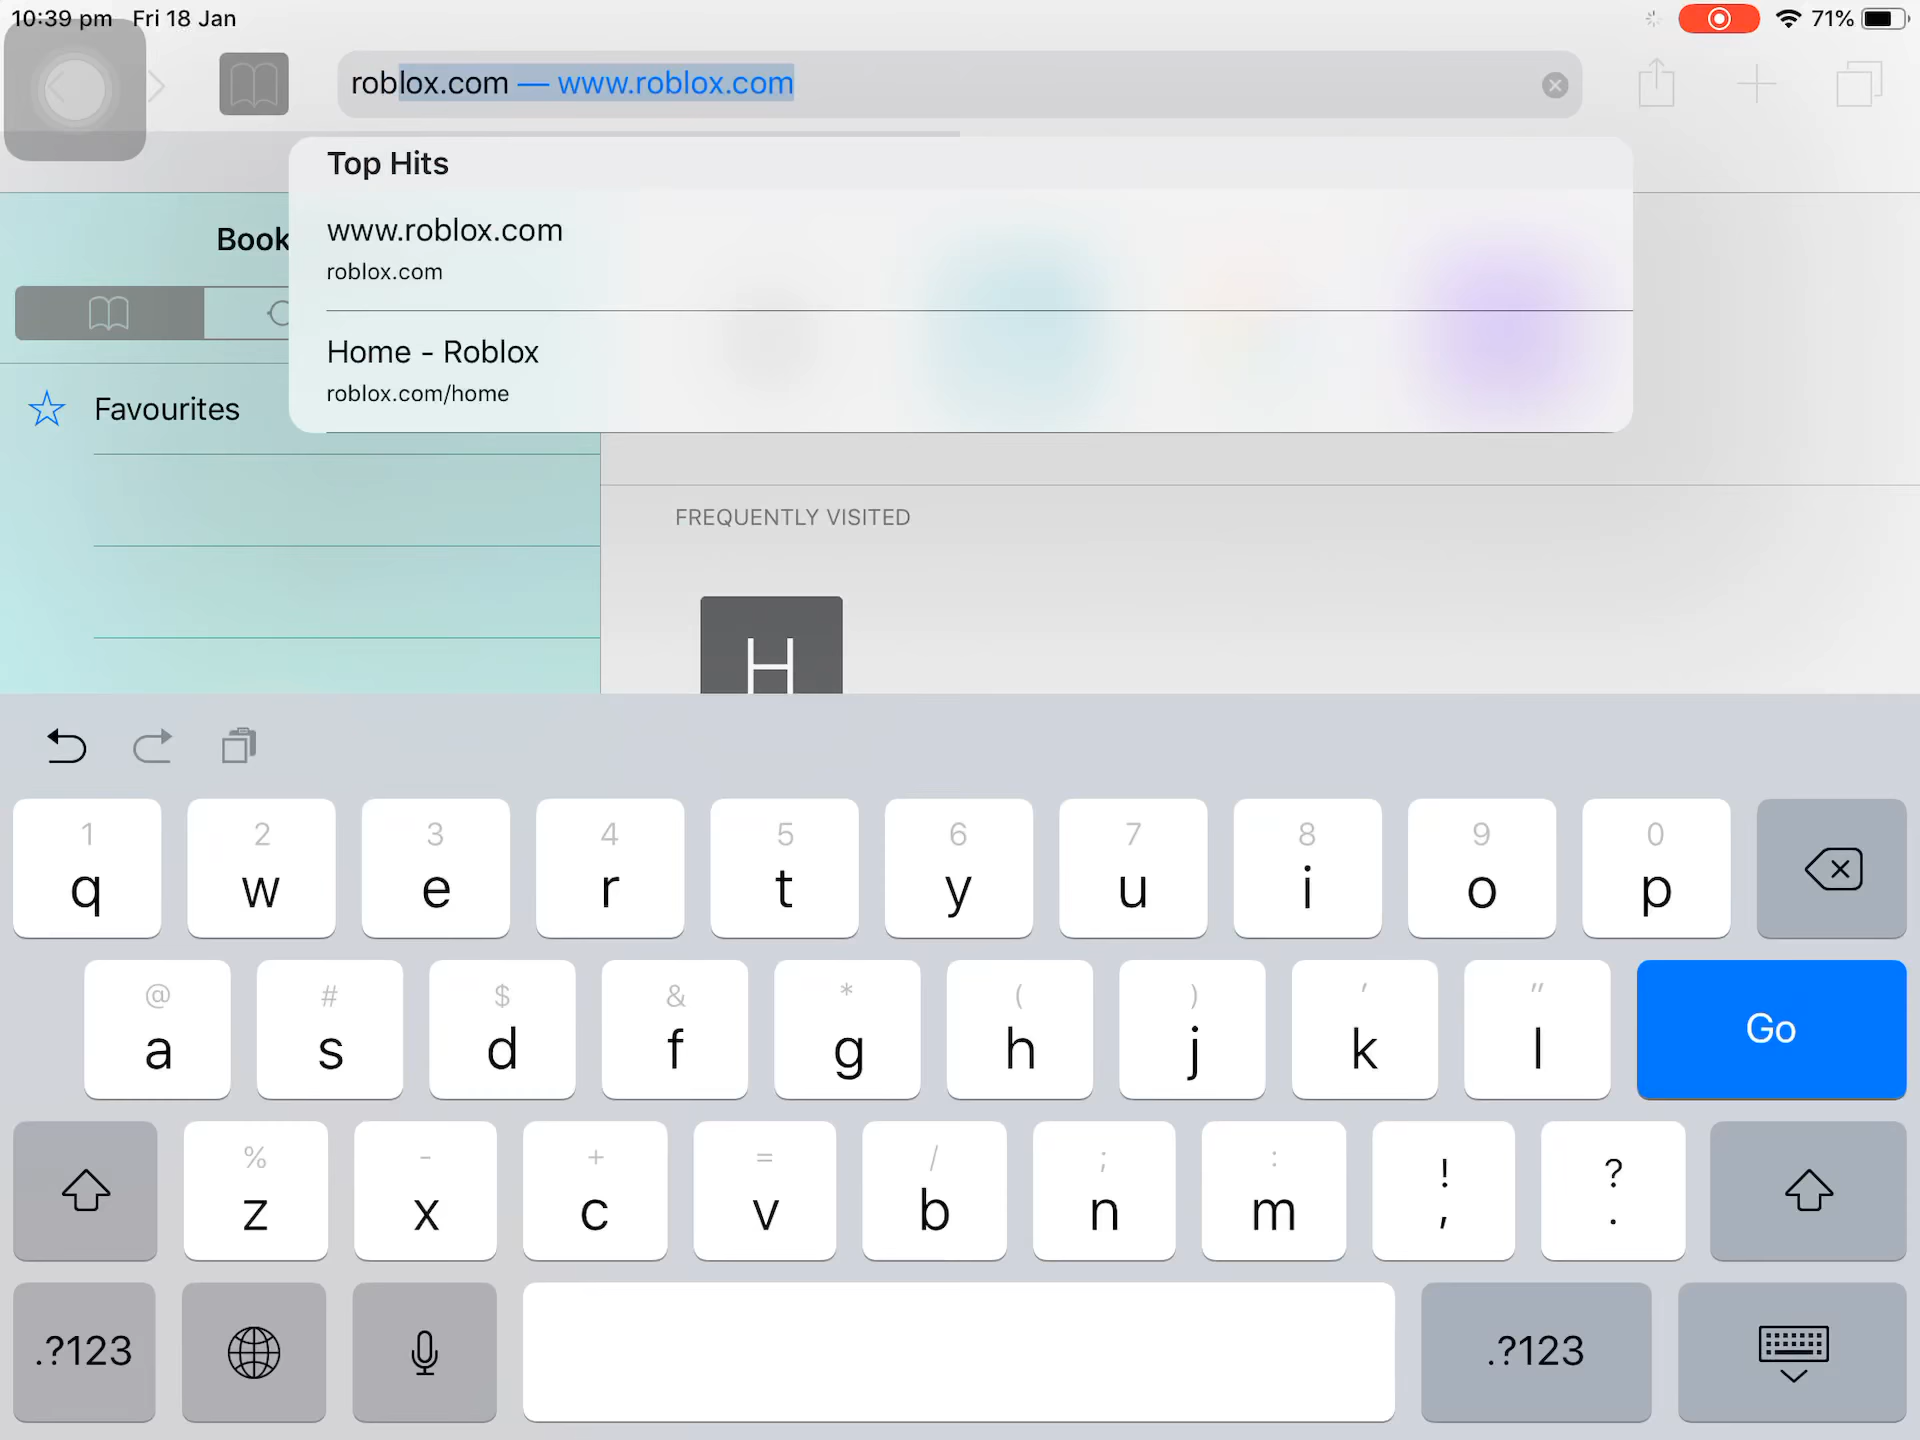 10:39 pm Fri 18 Jan 71%
roblox.com — www.roblox.com
Top Hits
www.roblox.com
roblox.com
Home - Roblox
roblox.com/home
Book
Favourites
FREQUENTLY VISITED
H
1 2 3 4 5 6 7 8 9 0
q w e r t y u i o p
@ # $ & * ( ) ' "
a s d f g h j k l Go
% - + = / ; : ! ?
z x c v b n m , .
.?123 .?123